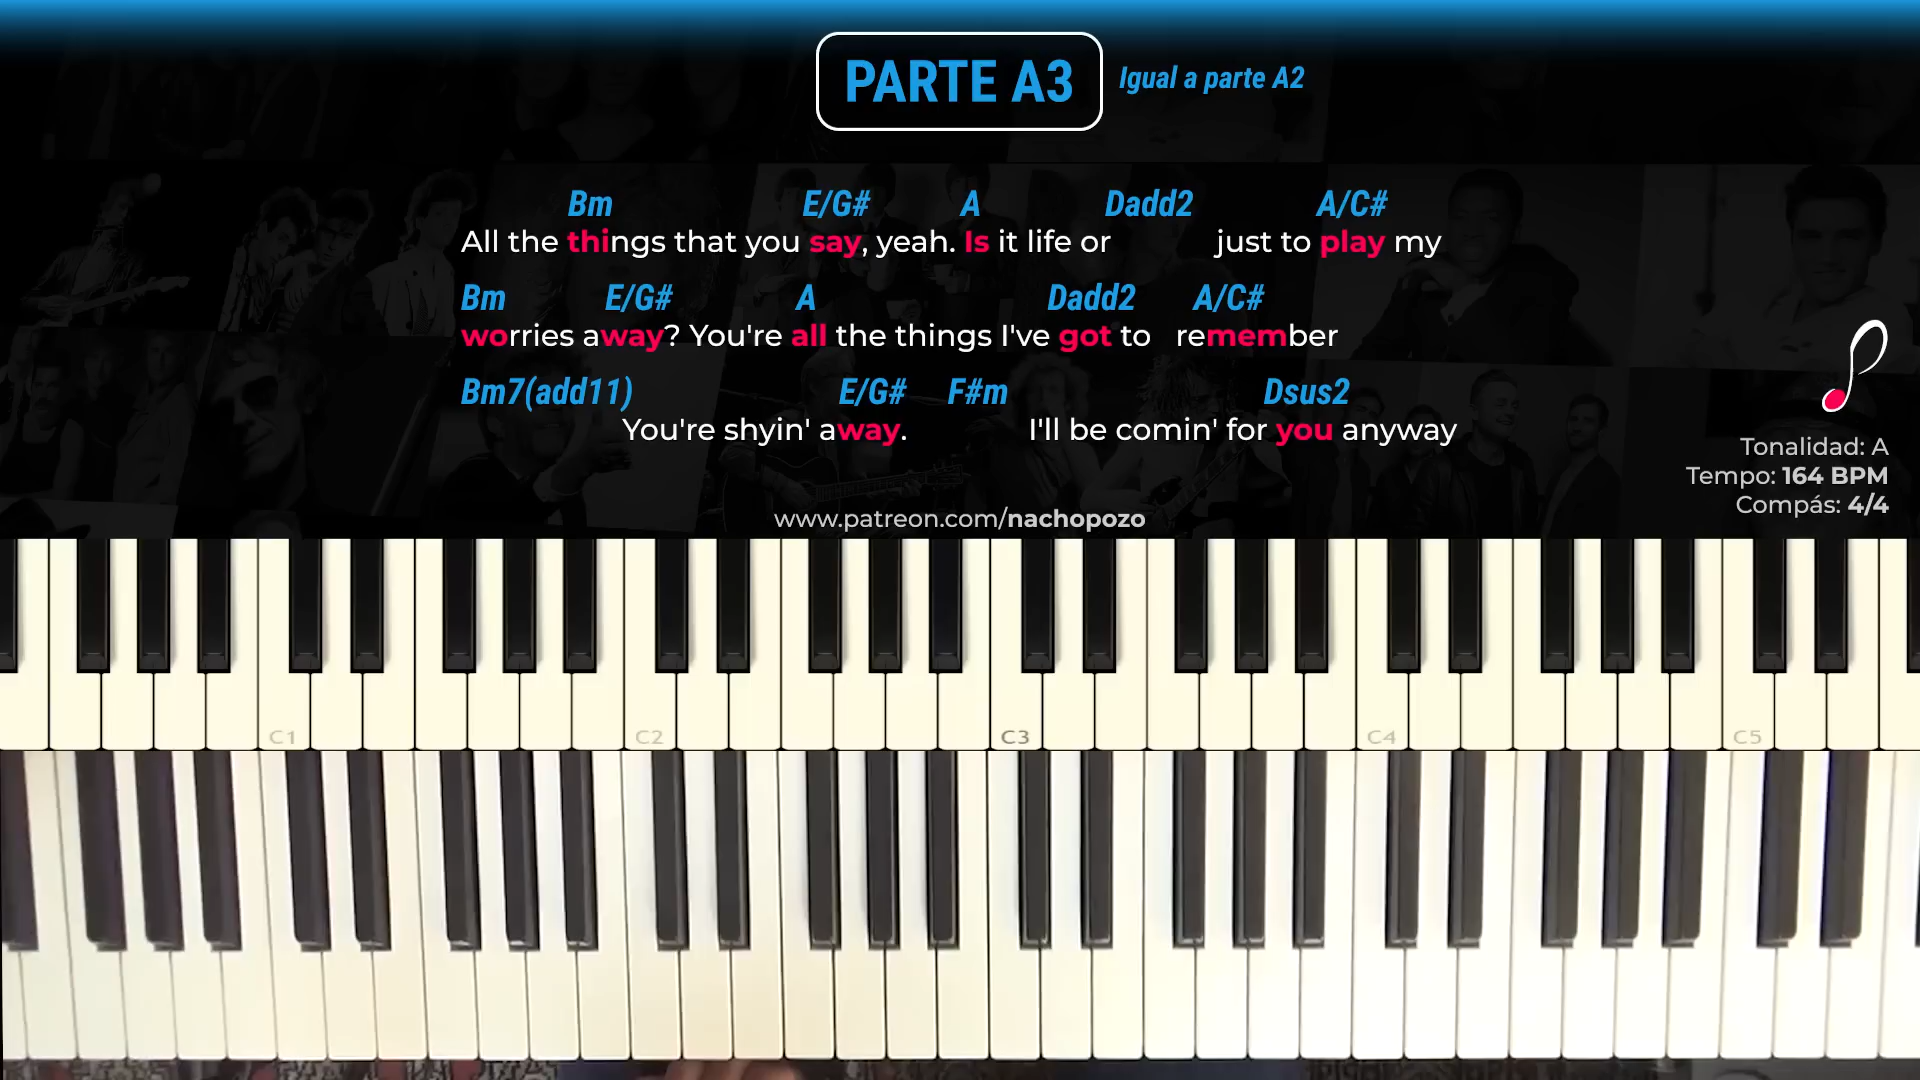 PARTE A3
Igual a parte A2
Bm E/G# A Dadd2 A/C#
All the things that you say, yeah. Is it life or just to play my
Bm E/G# A Dadd2 A/C#
worries away? You're all the things I've got to remember
Bm7(add11) E/G# F#m Dsus2
You're shyin' away. I'll be comin' for you anyway
Tonalidad: A
Tempo: 164 BPM
Compás: 4/4
www.patreon.com/nachopozo
C1 C2 C3 C4 C5